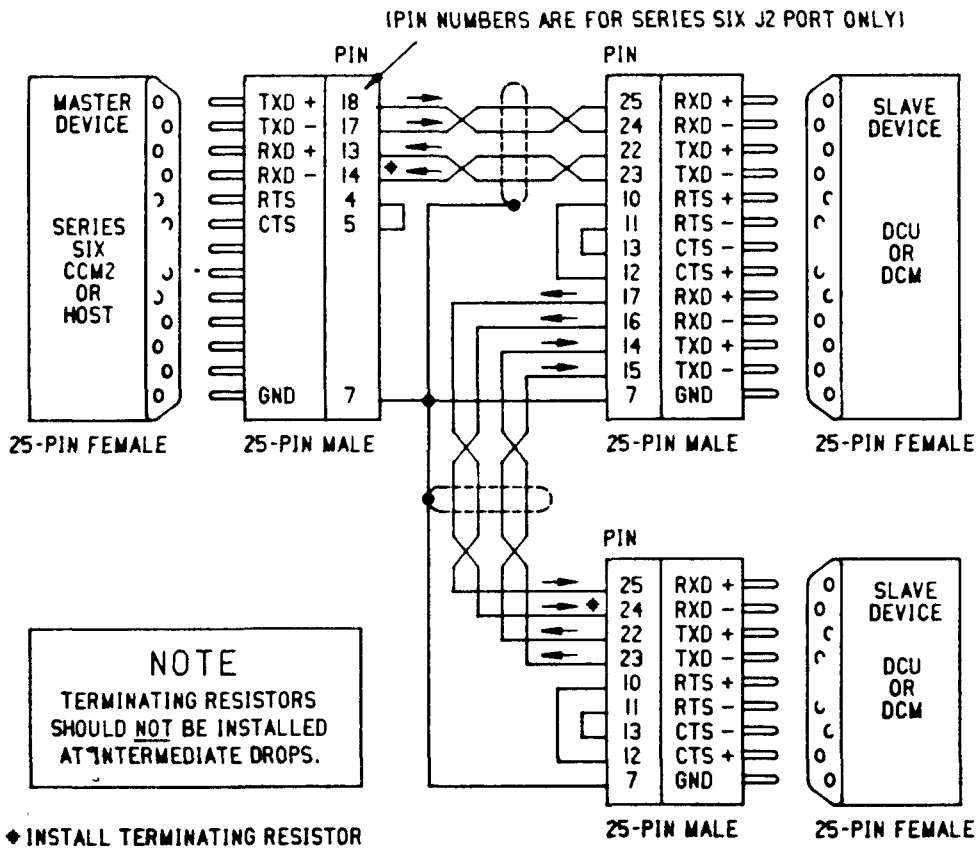 (PIN NUMBERS ARE FOR SERIES SIX J2 PORT ONLY)
PIN
PIN
MASTER
DEVICE
SERIES
SIX
CCM2
OR
HOST
TXD + 18
TXD - 17
RXD + 13
RXD - 14
RTS 4
CTS 5
GND 7
25 RXD +
24 RXD -
22 TXD +
23 TXD -
10 RTS +
11 RTS -
13 CTS -
12 CTS +
17 RXD +
16 RXD -
14 TXD +
15 TXD -
7 GND
SLAVE
DEVICE
DCU
OR
DCM
25-PIN FEMALE
25-PIN MALE
25-PIN MALE
25-PIN FEMALE
PIN
25 RXD +
24 RXD -
22 TXD +
23 TXD -
10 RTS +
11 RTS -
13 CTS -
12 CTS +
7 GND
SLAVE
DEVICE
DCU
OR
DCM
25-PIN MALE
25-PIN FEMALE
NOTE
TERMINATING RESISTORS
SHOULD NOT BE INSTALLED
AT INTERMEDIATE DROPS.
◆ INSTALL TERMINATING RESISTOR